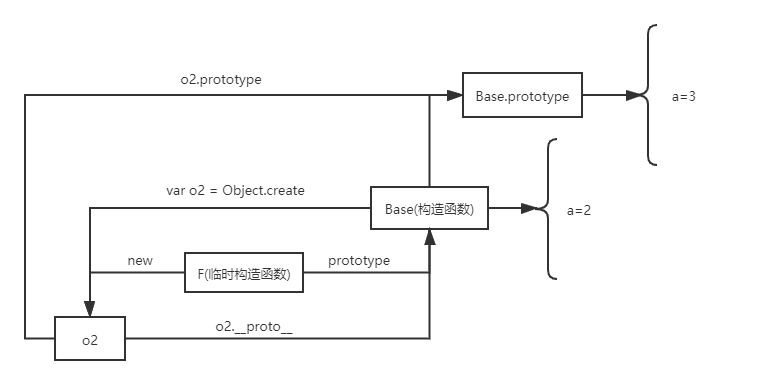 o2.prototype
Base.prototype
a=3
var o2 = Object.create
Base(构造函数)
a=2
new
F(临时构造函数)
prototype
o2
o2.__proto__